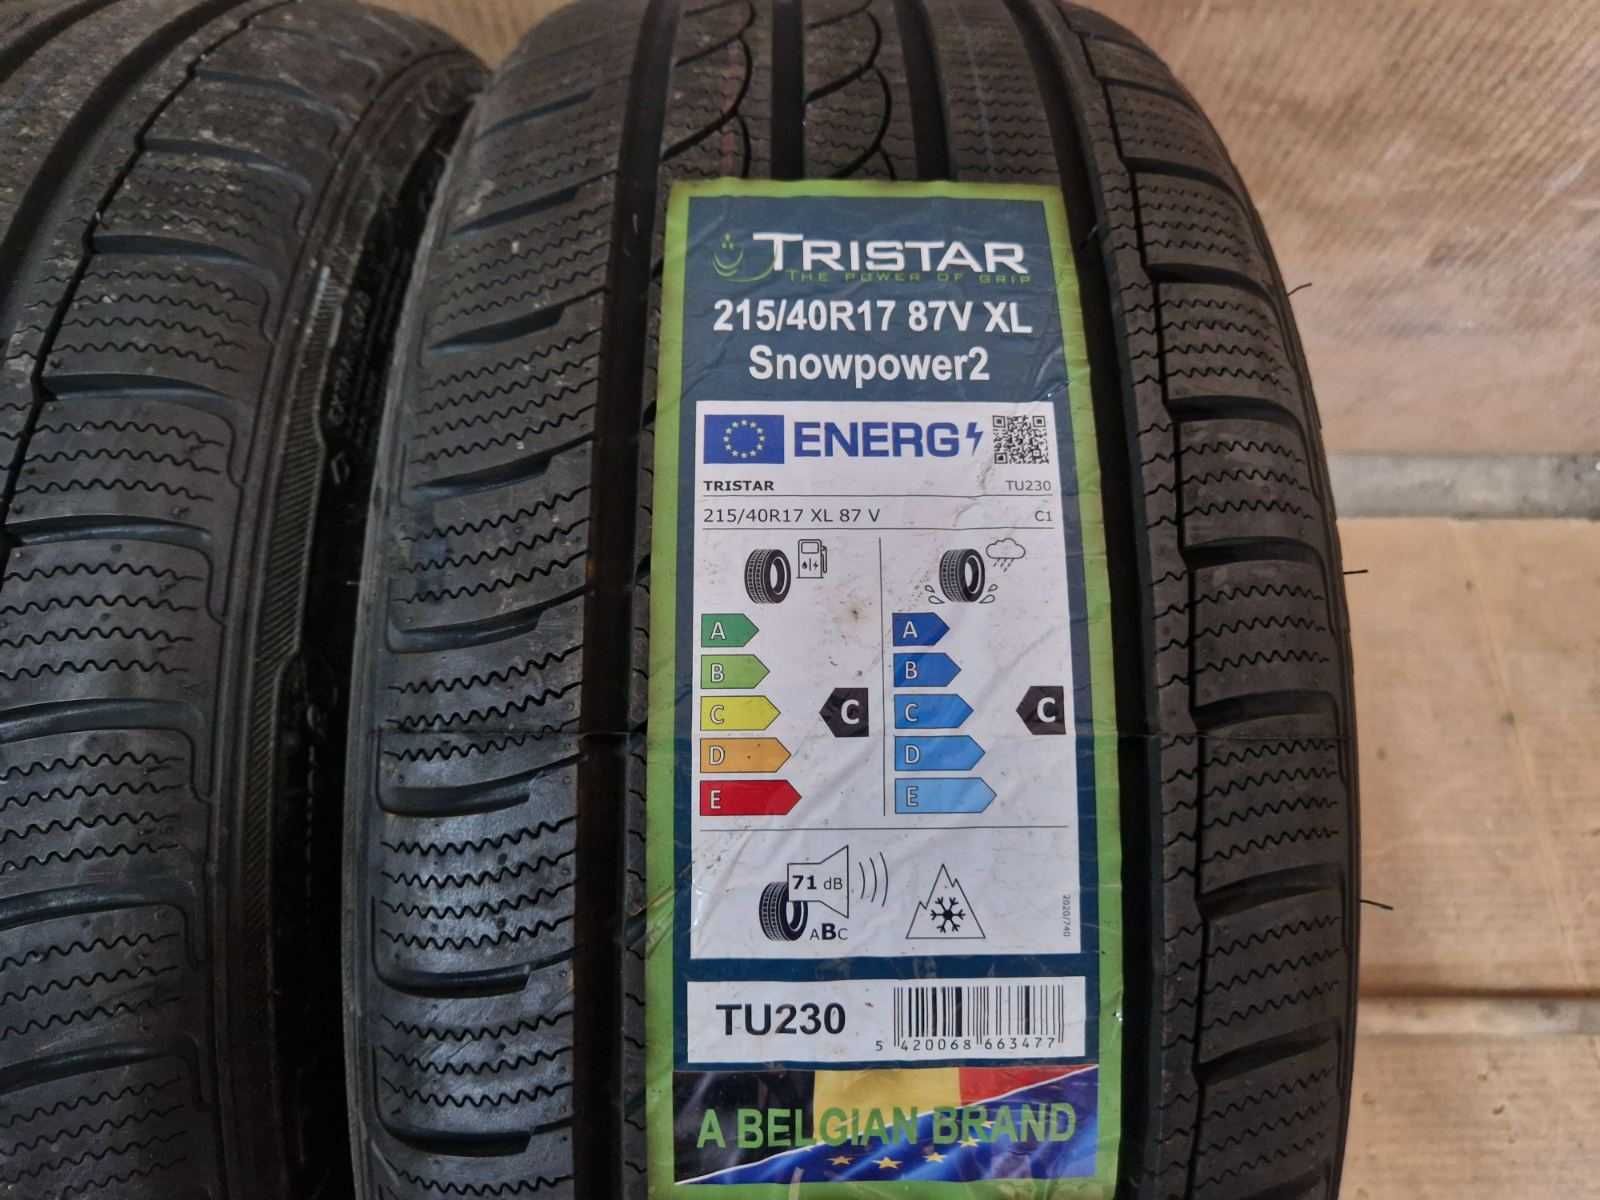 TRISTAR
THE POWER OF GRIP
215/40R17 87V XL
Snowpower2
ENERG
TRISTAR TU230
215/40R17 XL 87 V C1
A A
B B
C C C C
D D
E E
71 dB
ABC
2020/740
TU230
5 420068 663477
A BELGIAN BRAND